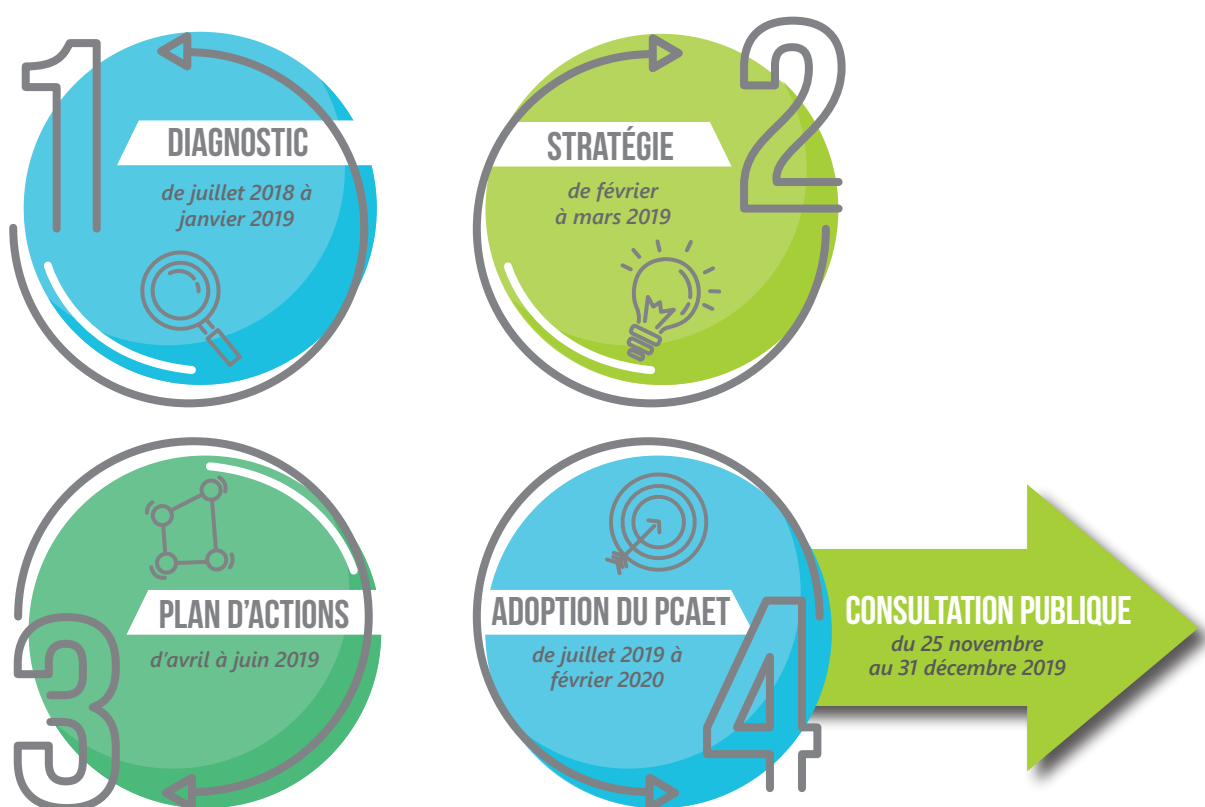 1
DIAGNOSTIC
de juillet 2018 à
janvier 2019
2
STRATÉGIE
de février
à mars 2019
3
PLAN D'ACTIONS
d'avril à juin 2019
4
ADOPTION DU PCAET
de juillet 2019 à
février 2020
CONSULTATION PUBLIQUE
du 25 novembre
au 31 décembre 2019